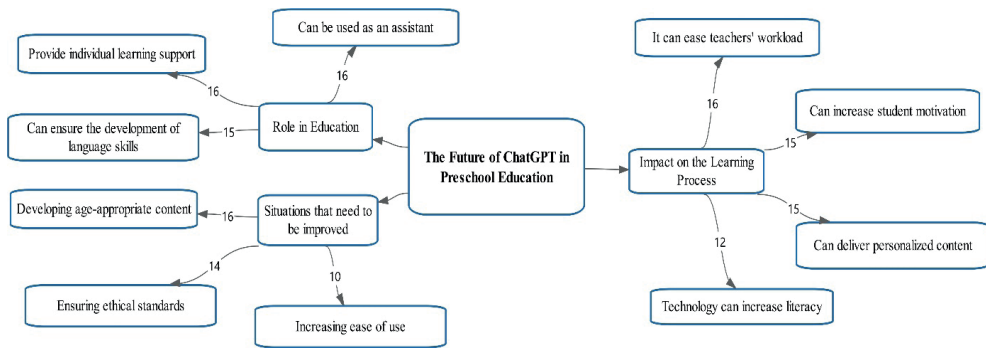 Can be used as an assistant
It can ease teachers' workload
Provide individual learning support
16
16
16
Can increase student motivation
Can ensure the development of
language skills
15
Role in Education
15
The Future of ChatGPT in
Preschool Education
Impact on the Learning
Process
Developing age-appropriate content
16
Situations that need to
be improved
15
Can deliver personalized content
12
14
10
Ensuring ethical standards
Increasing ease of use
Technology can increase literacy